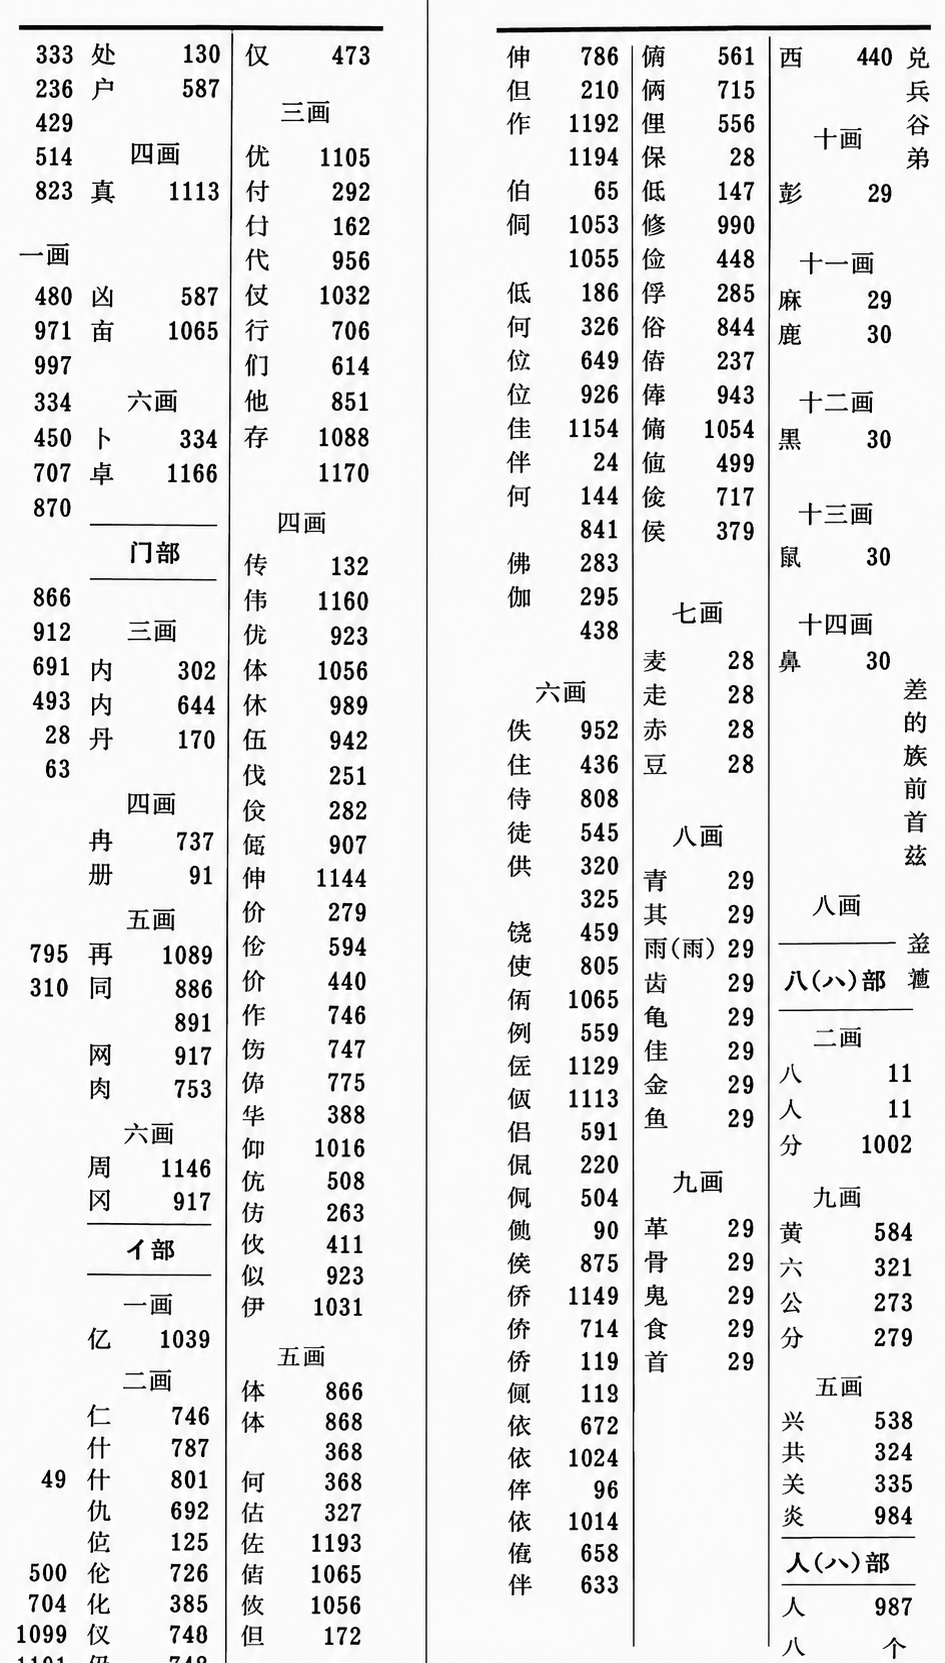 333
236
429
514
823
一画
480
971
997
334
450
707
870
866
912
691
493
28
63
795
310
49
500
704
1099
处 130
户 587
四画
真 1113
凶 587
亩 1065
六画
卜 334
卓 1166
门部
三画
内 302
内 644
丹 170
四画
冉 737
册 91
五画
再 1089
同 886
891
网 917
肉 753
六画
周 1146
冈 917
亻部
一画
亿 1039
二画
仁 746
什 787
什 801
仇 692
125
伦 726
化 385
仪 748
仅 473
三画
优 1105
付 292
162
代 956
仗 1032
行 706
们 614
他 851
存 1088
1170
四画
传 132
伟 1160
优 923
体 1056
休 989
伍 942
伐 251
282
907
伸 1144
价 279
594
价 440
作 746
伤 747
775
华 388
仰 1016
伉 508
仿 263
411
似 923
伊 1031
五画
体 866
体 868
368
何 368
估 327
佐 1193
1065
攸 1056
但 172
伸 786
但 210
作 1192
1194
伯 65
1053
1055
低 186
何 326
位 649
位 926
佳 1154
伴 24
何 144
841
佛 283
伽 295
438
六画
佚 952
住 436
侍 808
徒 545
供 320
325
饶 459
使 805
侑 1065
例 559
1129
1113
侣 591
220
504
90
875
侨 1149
侨 714
侨 119
119
依 672
依 1024
96
依 1014
658
伴 633
561
俩 715
俚 556
保 28
低 147
修 990
俭 448
俘 285
俗 844
237
俸 943
1054
499
俊 717
侯 379
七画
麦 28
走 28
赤 28
豆 28
八画
青 29
其 29
雨(雨) 29
齿 29
龟 29
佳 29
金 29
鱼 29
九画
革 29
骨 29
鬼 29
食 29
首 29
西 440
十画
彭 29
十一画
麻 29
鹿 30
十二画
黑 30
十三画
鼠 30
十四画
鼻 30
八画
八(八)部
二画
八 11
人 11
分 1002
九画
黄 584
六 321
公 273
分 279
五画
兴 538
共 324
关 335
炎 984
人(八)部
人 987
八 个
兑
兵
谷
弟
差
的
族
前
首
兹